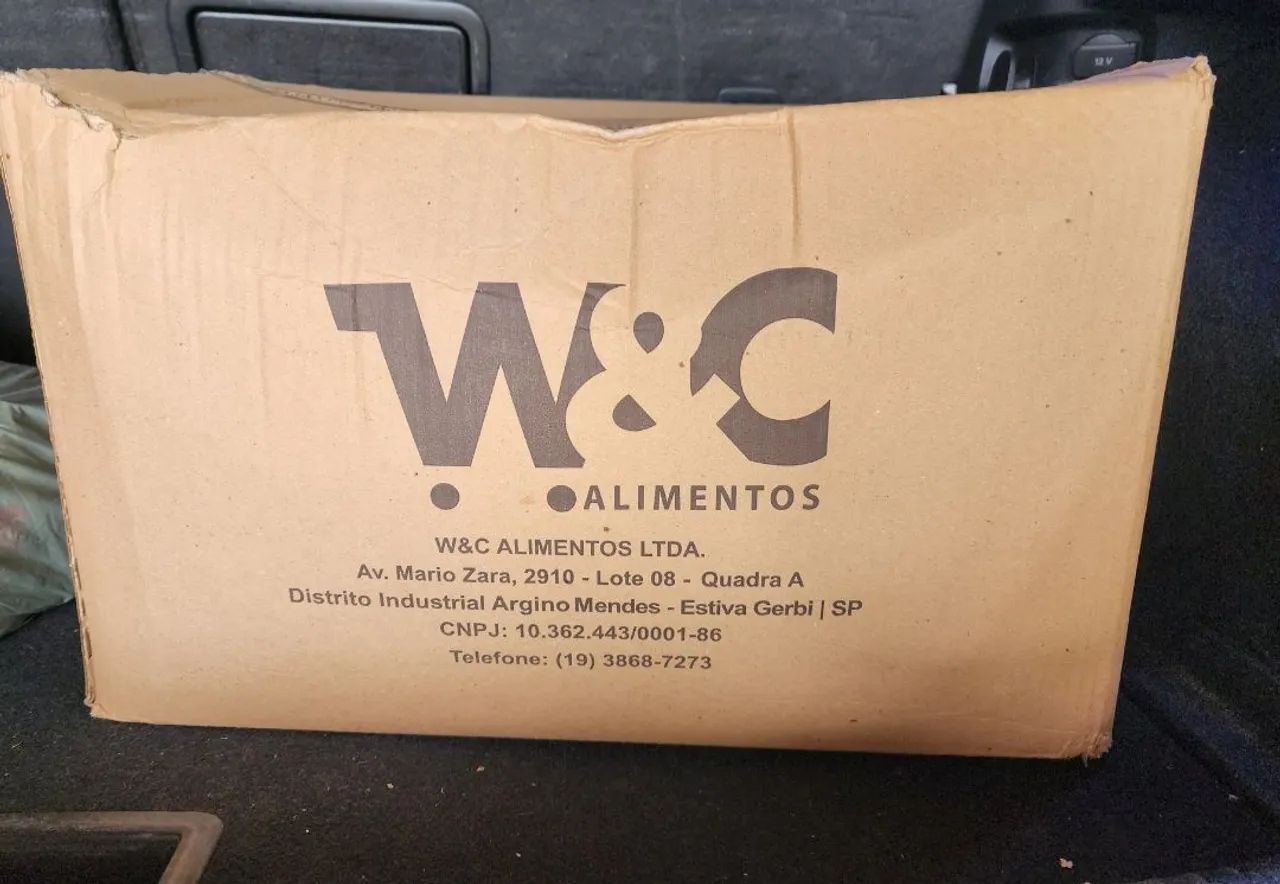 12 V
W&C
ALIMENTOS
W&C ALIMENTOS LTDA.
Av. Mario Zara, 2910 - Lote 08 - Quadra A
Distrito Industrial Argino Mendes - Estiva Gerbi | SP
CNPJ: 10.362.443/0001-86
Telefone: (19) 3868-7273